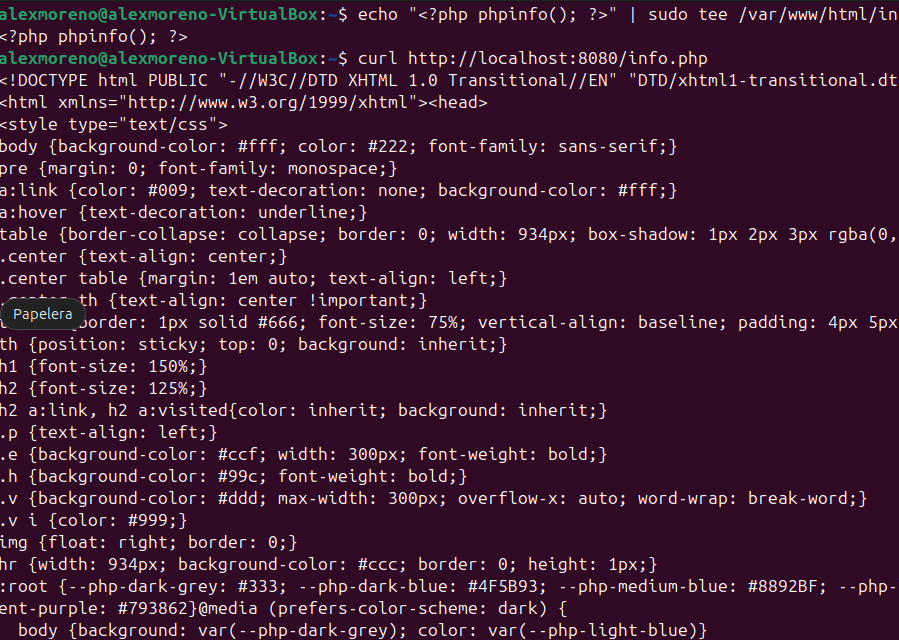 alexmoreno@alexmoreno-VirtualBox:~$ echo "<?php phpinfo(); ?>" | sudo tee /var/www/html/in
<?php phpinfo(); ?>
alexmoreno@alexmoreno-VirtualBox:~$ curl http://localhost:8080/info.php
<!DOCTYPE html PUBLIC "-//W3C//DTD XHTML 1.0 Transitional//EN" "DTD/xhtml1-transitional.dt
<html xmlns="http://www.w3.org/1999/xhtml"><head>
<style type="text/css">
body {background-color: #fff; color: #222; font-family: sans-serif;}
pre {margin: 0; font-family: monospace;}
a:link {color: #009; text-decoration: none; background-color: #fff;}
a:hover {text-decoration: underline;}
table {border-collapse: collapse; border: 0; width: 934px; box-shadow: 1px 2px 3px rgba(0,
.center {text-align: center;}
.center table {margin: 1em auto; text-align: left;}
th {text-align: center !important;}
Papelera
border: 1px solid #666; font-size: 75%; vertical-align: baseline; padding: 4px 5px
th {position: sticky; top: 0; background: inherit;}
h1 {font-size: 150%;}
h2 {font-size: 125%;}
h2 a:link, h2 a:visited{color: inherit; background: inherit;}
.p {text-align: left;}
.e {background-color: #ccf; width: 300px; font-weight: bold;}
.h {background-color: #99c; font-weight: bold;}
.v {background-color: #ddd; max-width: 300px; overflow-x: auto; word-wrap: break-word;}
.v i {color: #999;}
img {float: right; border: 0;}
hr {width: 934px; background-color: #ccc; border: 0; height: 1px;}
:root {--php-dark-grey: #333; --php-dark-blue: #4F5B93; --php-medium-blue: #8892BF; --php-
ent-purple: #793862}@media (prefers-color-scheme: dark) {
body {background: var(--php-dark-grey); color: var(--php-light-blue)}